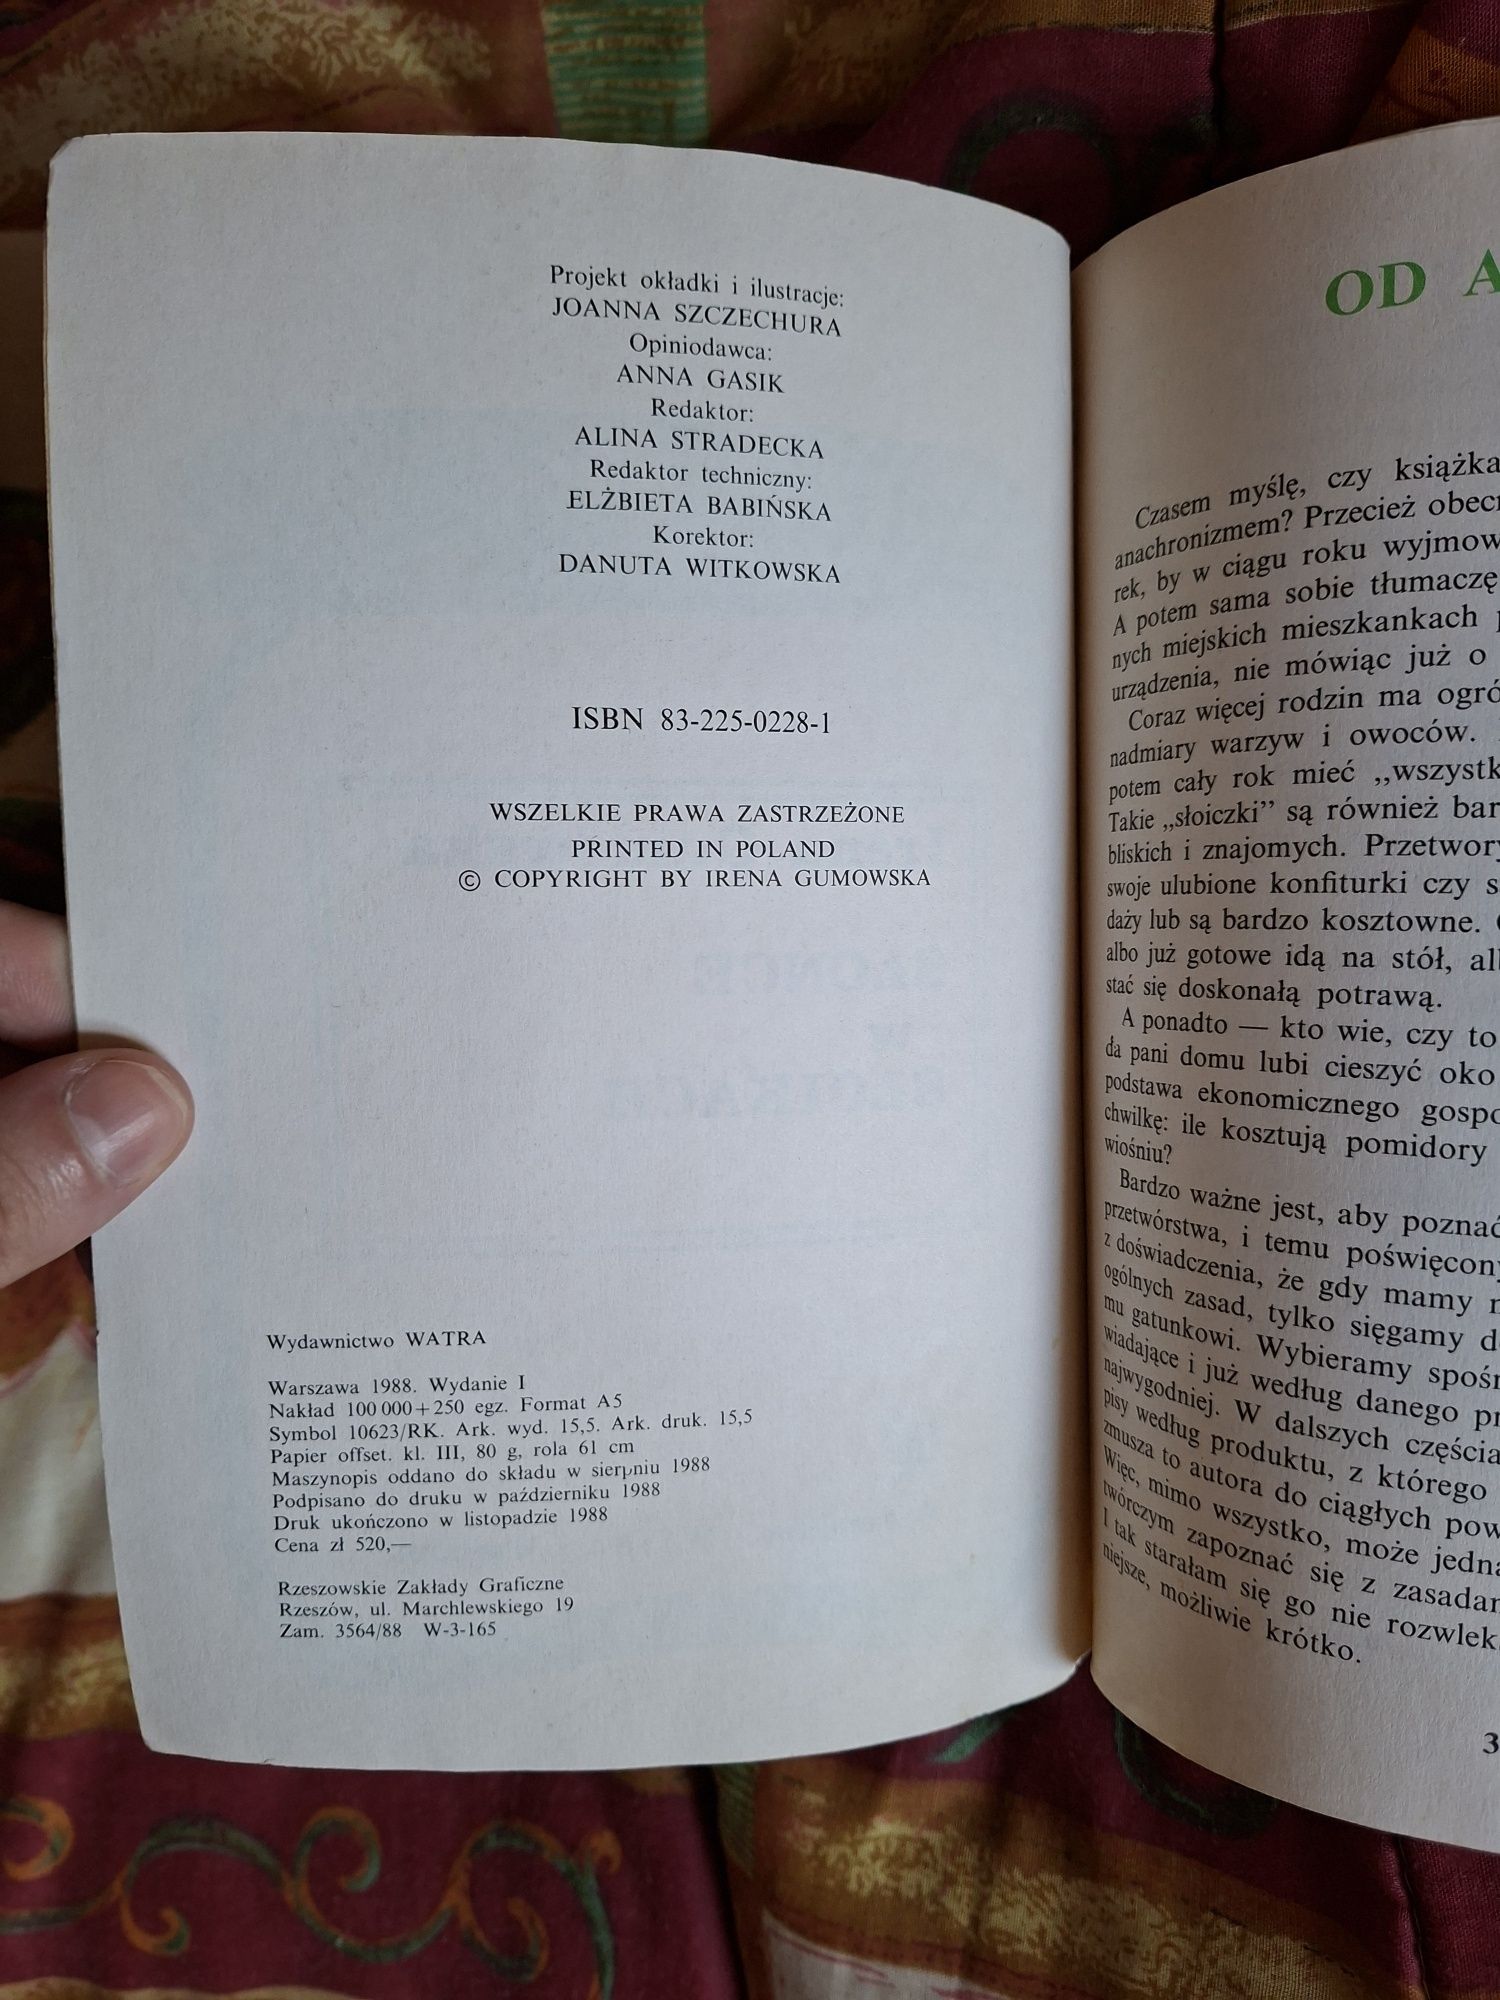 Projekt okładki i ilustracje:
JOANNA SZCZECHURA
Opiniodawca:
ANNA GASIK
Redaktor:
ALINA STRADECKA
Redaktor techniczny:
ELŻBIETA BABIŃSKA
Korektor:
DANUTA WITKOWSKA
ISBN 83-225-0228-1
WSZELKIE PRAWA ZASTRZEŻONE
PRINTED IN POLAND
© COPYRIGHT BY IRENA GUMOWSKA
Wydawnictwo WATRA
Warszawa 1988. Wydanie I
Nakład 100 000+250 egz. Format A5
Symbol 10623/RK. Ark. wyd. 15,5. Ark. druk. 15,5
Papier offset. kl. III, 80 g, rola 61 cm
Maszynopis oddano do składu w sierpniu 1988
Podpisano do druku w październiku 1988
Druk ukończono w listopadzie 1988
Cena zł 520,—
Rzeszowskie Zakłady Graficzne
Rzeszów, ul. Marchlewskiego 19
Zam. 3564/88 W-3-165
OD A
Czasem myślę, czy książka
anachronizmem? Przecież obecn
rek, by w ciągu roku wyjmow
A potem sama sobie tłumaczę
nych miejskich mieszkankach p
urządzenia, nie mówiąc już o
Coraz więcej rodzin ma ogró
nadmiary warzyw i owoców.
potem cały rok mieć „wszystk
Takie „słoiczki” są również bar
bliskich i znajomych. Przetwory
swoje ulubione konfiturki czy s
daży lub są bardzo kosztowne.
albo już gotowe idą na stół, alb
stać się doskonałą potrawą.
A ponadto — kto wie, czy to
da pani domu lubi cieszyć oko
podstawa ekonomicznego gospo
chwilkę: ile kosztują pomidory
wiośniu?
Bardzo ważne jest, aby poznać
przetwórstwa, i temu poświęcony
z doświadczenia, że gdy mamy m
ogólnych zasad, tylko sięgamy do
mu gatunkowi. Wybieramy spośr
wiadające i już według danego pr
najwygodniej. W dalszych częścia
pisy według produktu, z którego
zmusza to autora do ciągłych pow
Więc, mimo wszystko, może jedna
twórczym zapoznać się z zasadam
I tak starałam się go nie rozwlek
niejsze, możliwie krótko.
3